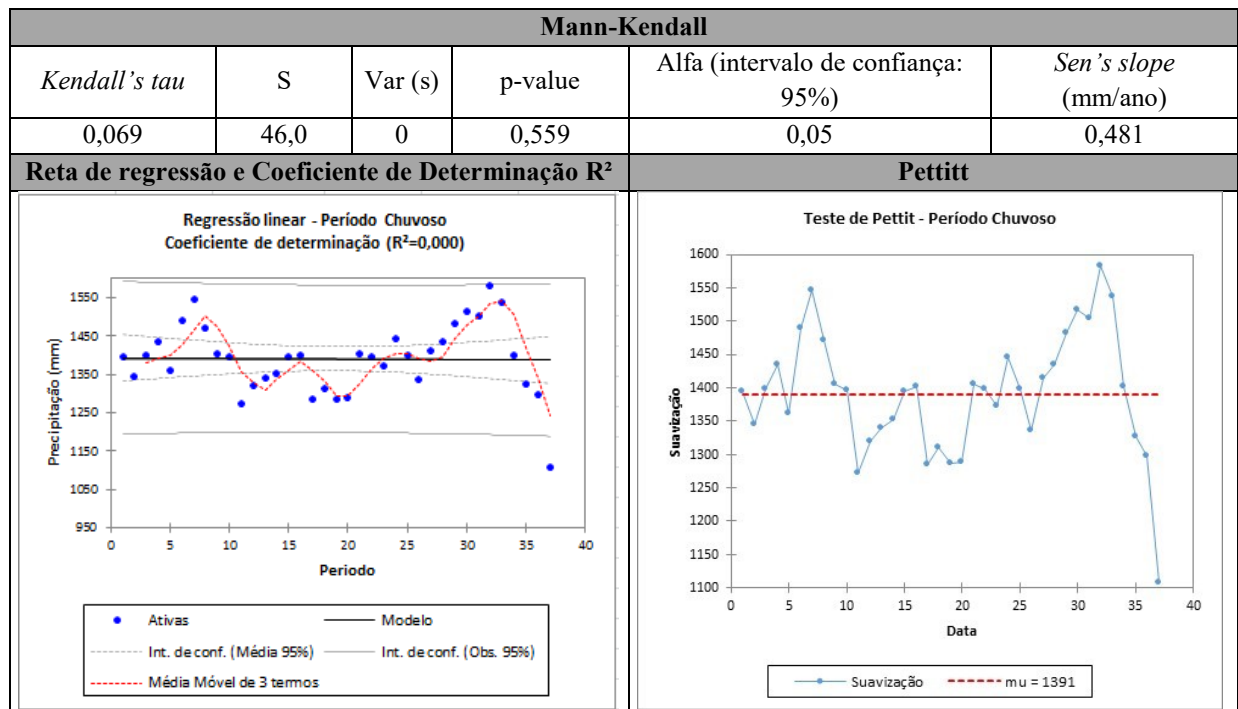 Mann-Kendall
Kendall's tau
S
Var (s)
p-value
Alfa (intervalo de confiança:
95%)
Sen's slope
(mm/ano)
0,069
46,0
0
0,559
0,05
0,481
Reta de regressão e Coeficiente de Determinação R²
Pettitt
Regressão linear - Período Chuvoso
Coeficiente de determinação (R²=0,000)
Precipitação (mm)
1550
1450
1350
1250
1150
1050
950
0 5 10 15 20 25 30 35 40
Periodo
Ativas
Modelo
Int. de conf. (Média 95%)
Int. de conf. (Obs. 95%)
Média Móvel de 3 termos
Teste de Pettit - Período Chuvoso
Suavização
1600
1550
1500
1450
1400
1350
1300
1250
1200
1150
1100
0 5 10 15 20 25 30 35 40
Data
Suavização
mu = 1391